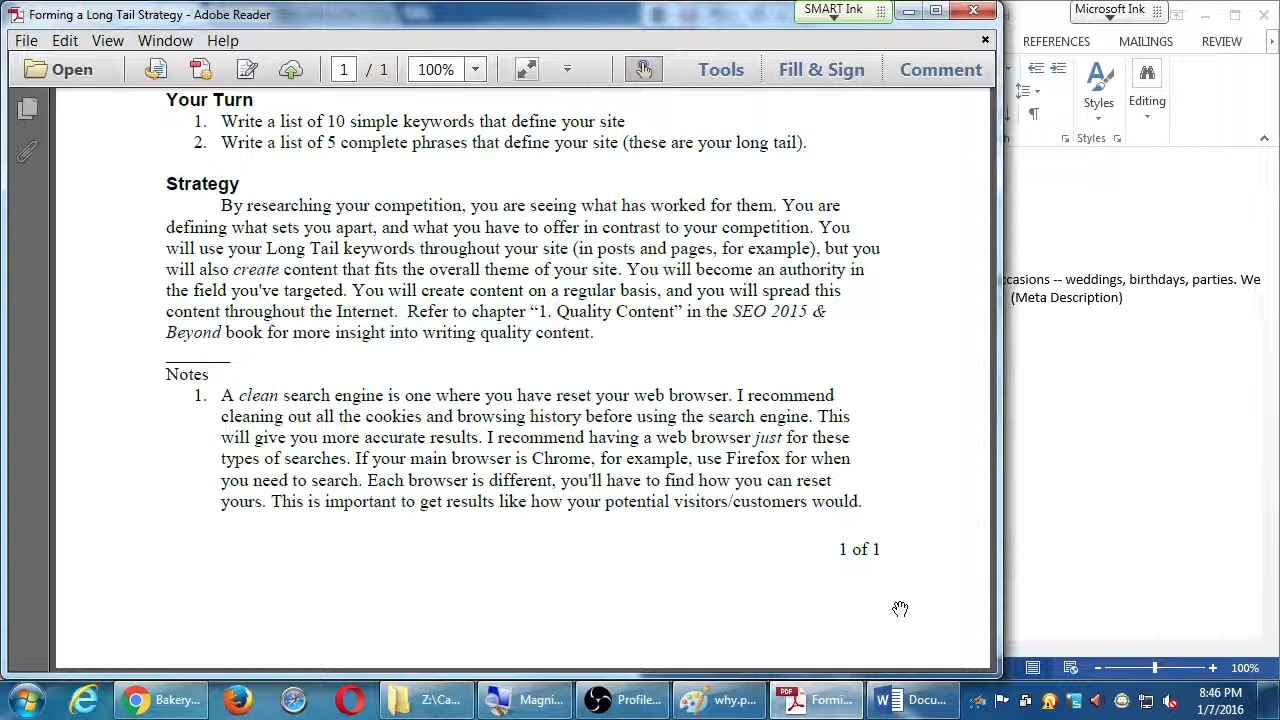 Forming a Long Tail Strategy - Adobe Reader
SMART Ink
Microsoft Ink
File Edit View Window Help
REFERENCES MAILINGS REVIEW
Open 1 / 1 100% Tools Fill & Sign Comment
Styles Editing
Your Turn
1. Write a list of 10 simple keywords that define your site
2. Write a list of 5 complete phrases that define your site (these are your long tail).
Strategy
By researching your competition, you are seeing what has worked for them. You are
defining what sets you apart, and what you have to offer in contrast to your competition. You
will use your Long Tail keywords throughout your site (in posts and pages, for example), but you
will also create content that fits the overall theme of your site. You will become an authority in
the field you've targeted. You will create content on a regular basis, and you will spread this
content throughout the Internet. Refer to chapter “1. Quality Content” in the SEO 2015 &
Beyond book for more insight into writing quality content.
ccasions -- weddings, birthdays, parties. We
(Meta Description)
Notes
1. A clean search engine is one where you have reset your web browser. I recommend
cleaning out all the cookies and browsing history before using the search engine. This
will give you more accurate results. I recommend having a web browser just for these
types of searches. If your main browser is Chrome, for example, use Firefox for when
you need to search. Each browser is different, you'll have to find how you can reset
yours. This is important to get results like how your potential visitors/customers would.
1 of 1
100%
Bakery... Z:\Ca... Magni... Profile... why.p... Formi... Docu...
8:46 PM
1/7/2016